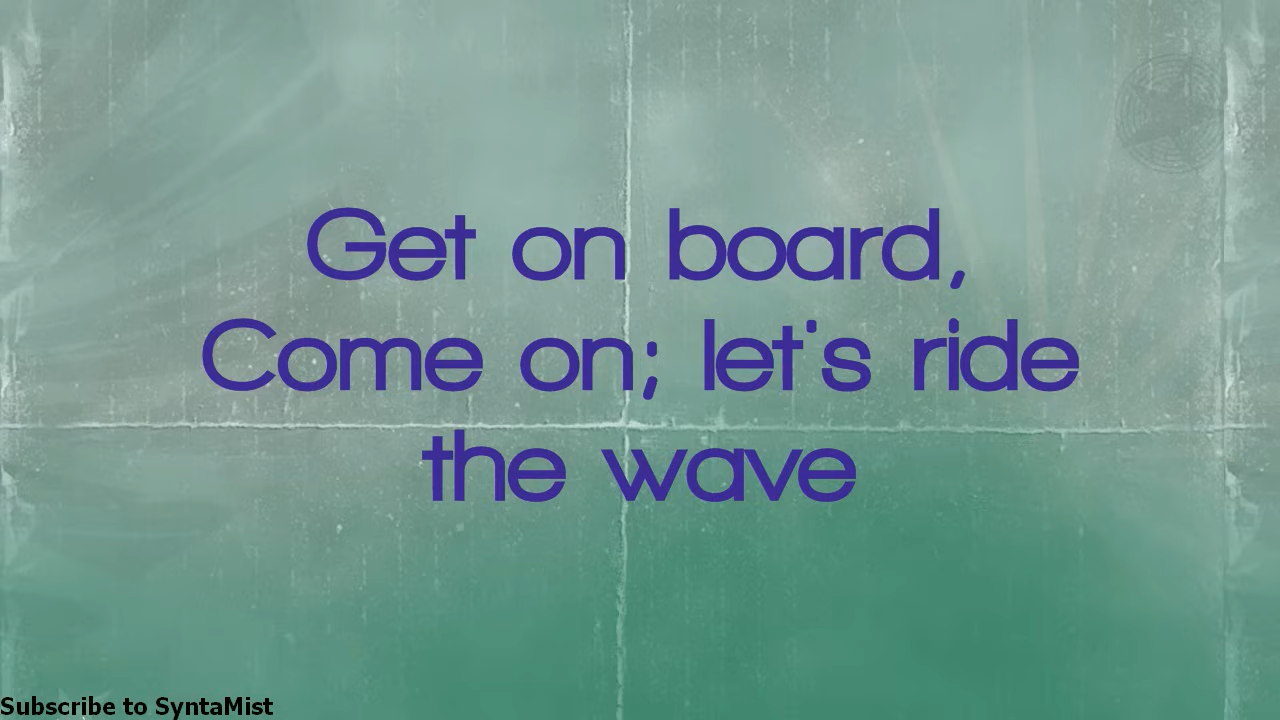 Get on board,
Come on; let's ride
the wave
Subscribe to SyntaMist